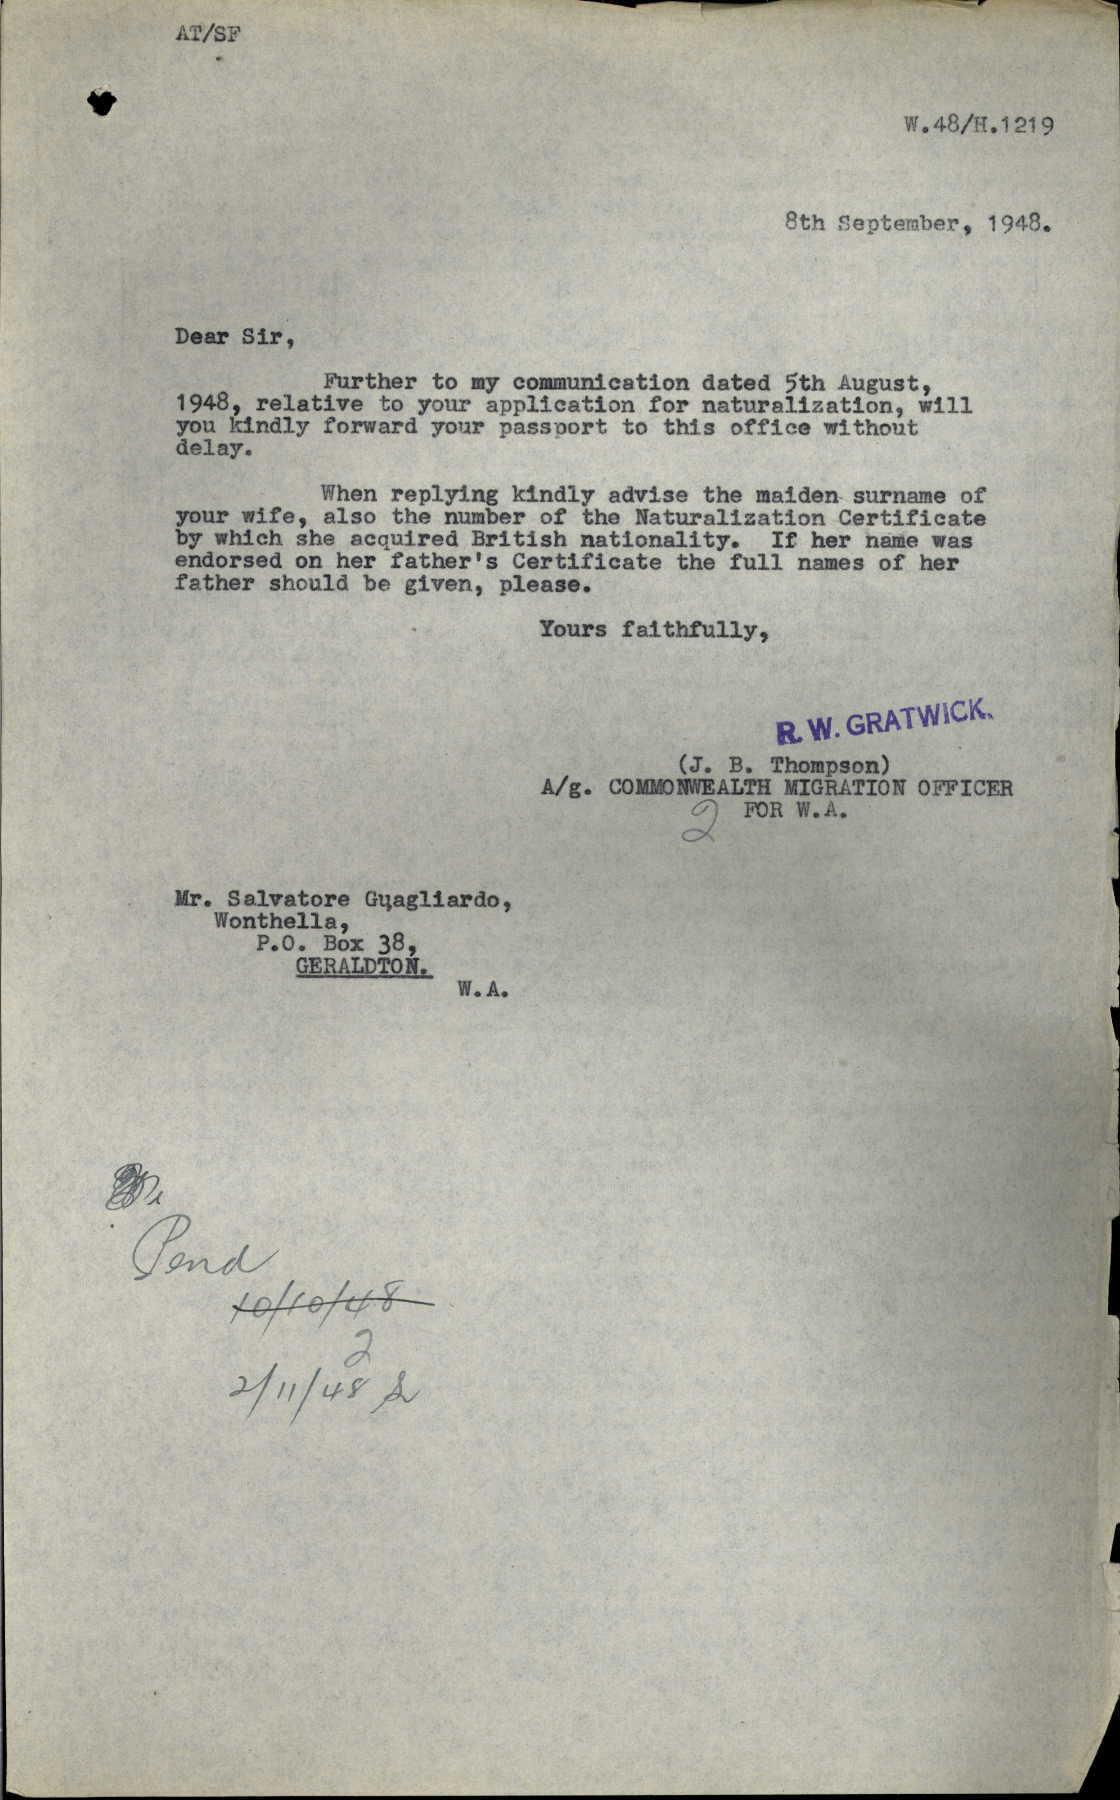 AT/SF
W.48/H.1219
8th September, 1948.
Dear Sir,
Further to my communication dated 5th August,
1948, relative to your application for naturalization, will
you kindly forward your passport to this office without
delay.
When replying kindly advise the maiden surname of
your wife, also the number of the Naturalization Certificate
by which she acquired British nationality. If her name was
endorsed on her father's Certificate the full names of her
father should be given, please.
Yours faithfully,
R. W. GRATWICK.
(J. B. Thompson)
A/g. COMMONWEALTH MIGRATION OFFICER
FOR W.A.
2
Mr. Salvatore Guagliardo,
Wonthella,
P.O. Box 38,
GERALDTON.
W.A.
Pend
10/10/48
2
2/11/48